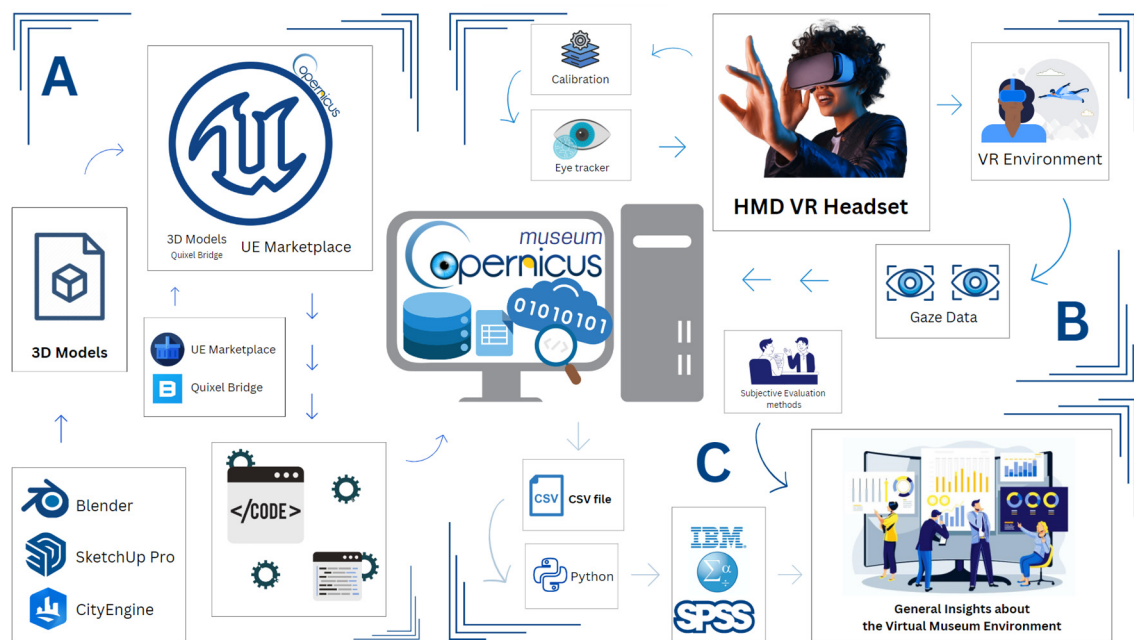 A
Copernicus
3D Models
Quixel Bridge
UE Marketplace
3D Models
UE Marketplace
Quixel Bridge
Blender
SketchUp Pro
CityEngine
</CODE>
museum
Copernicus
01010101
</>
Calibration
Eye tracker
HMD VR Headset
VR Environment
Gaze Data
B
Subjective Evaluation
methods
C
CSV
CSV file
Python
IBM
Σ α
÷
SPSS
General Insights about
the Virtual Museum Environment